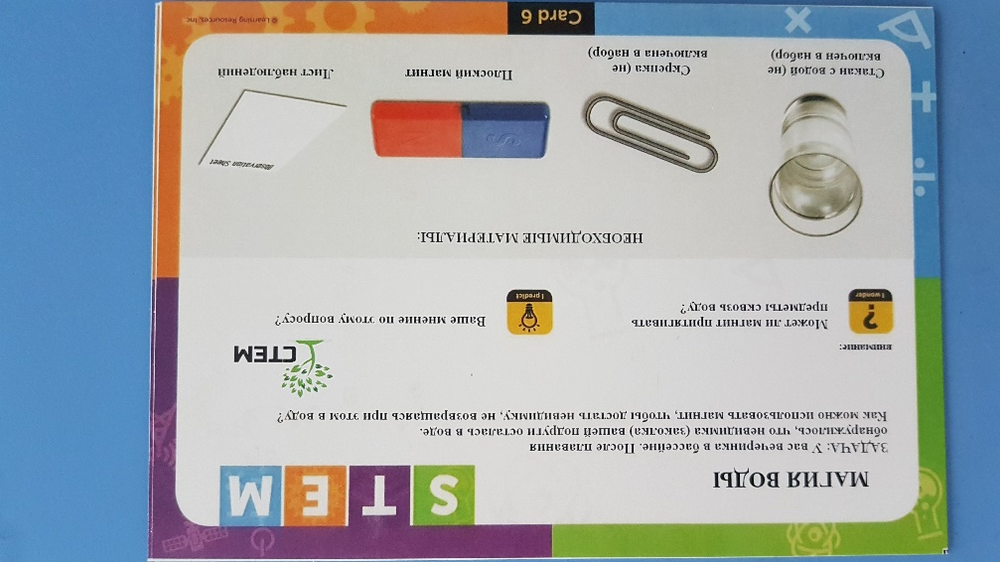 МАГИЯ ВОДЫ
STEM
ЗАДАЧА: У вас вечеринка в бассейне. После плавания
обнаружилось, что невидимка (заколка) вашей подруги осталась в воде.
Как можно использовать магнит, чтобы достать невидимку, не возвращаясь при этом в воду?
СТЕМ
внимание:
?
I wonder
Может ли магнит притягивать
предметы сквозь воду?
I predict
Ваше мнение по этому вопросу?
НЕОБХОДИМЫЕ МАТЕРИАЛЫ:
Observation Sheet
Стакан с водой (не
включен в набор)
Скрепка (не
включена в набор)
Плоский магнит
Лист наблюдений
Card 6
© Learning Resources, Inc